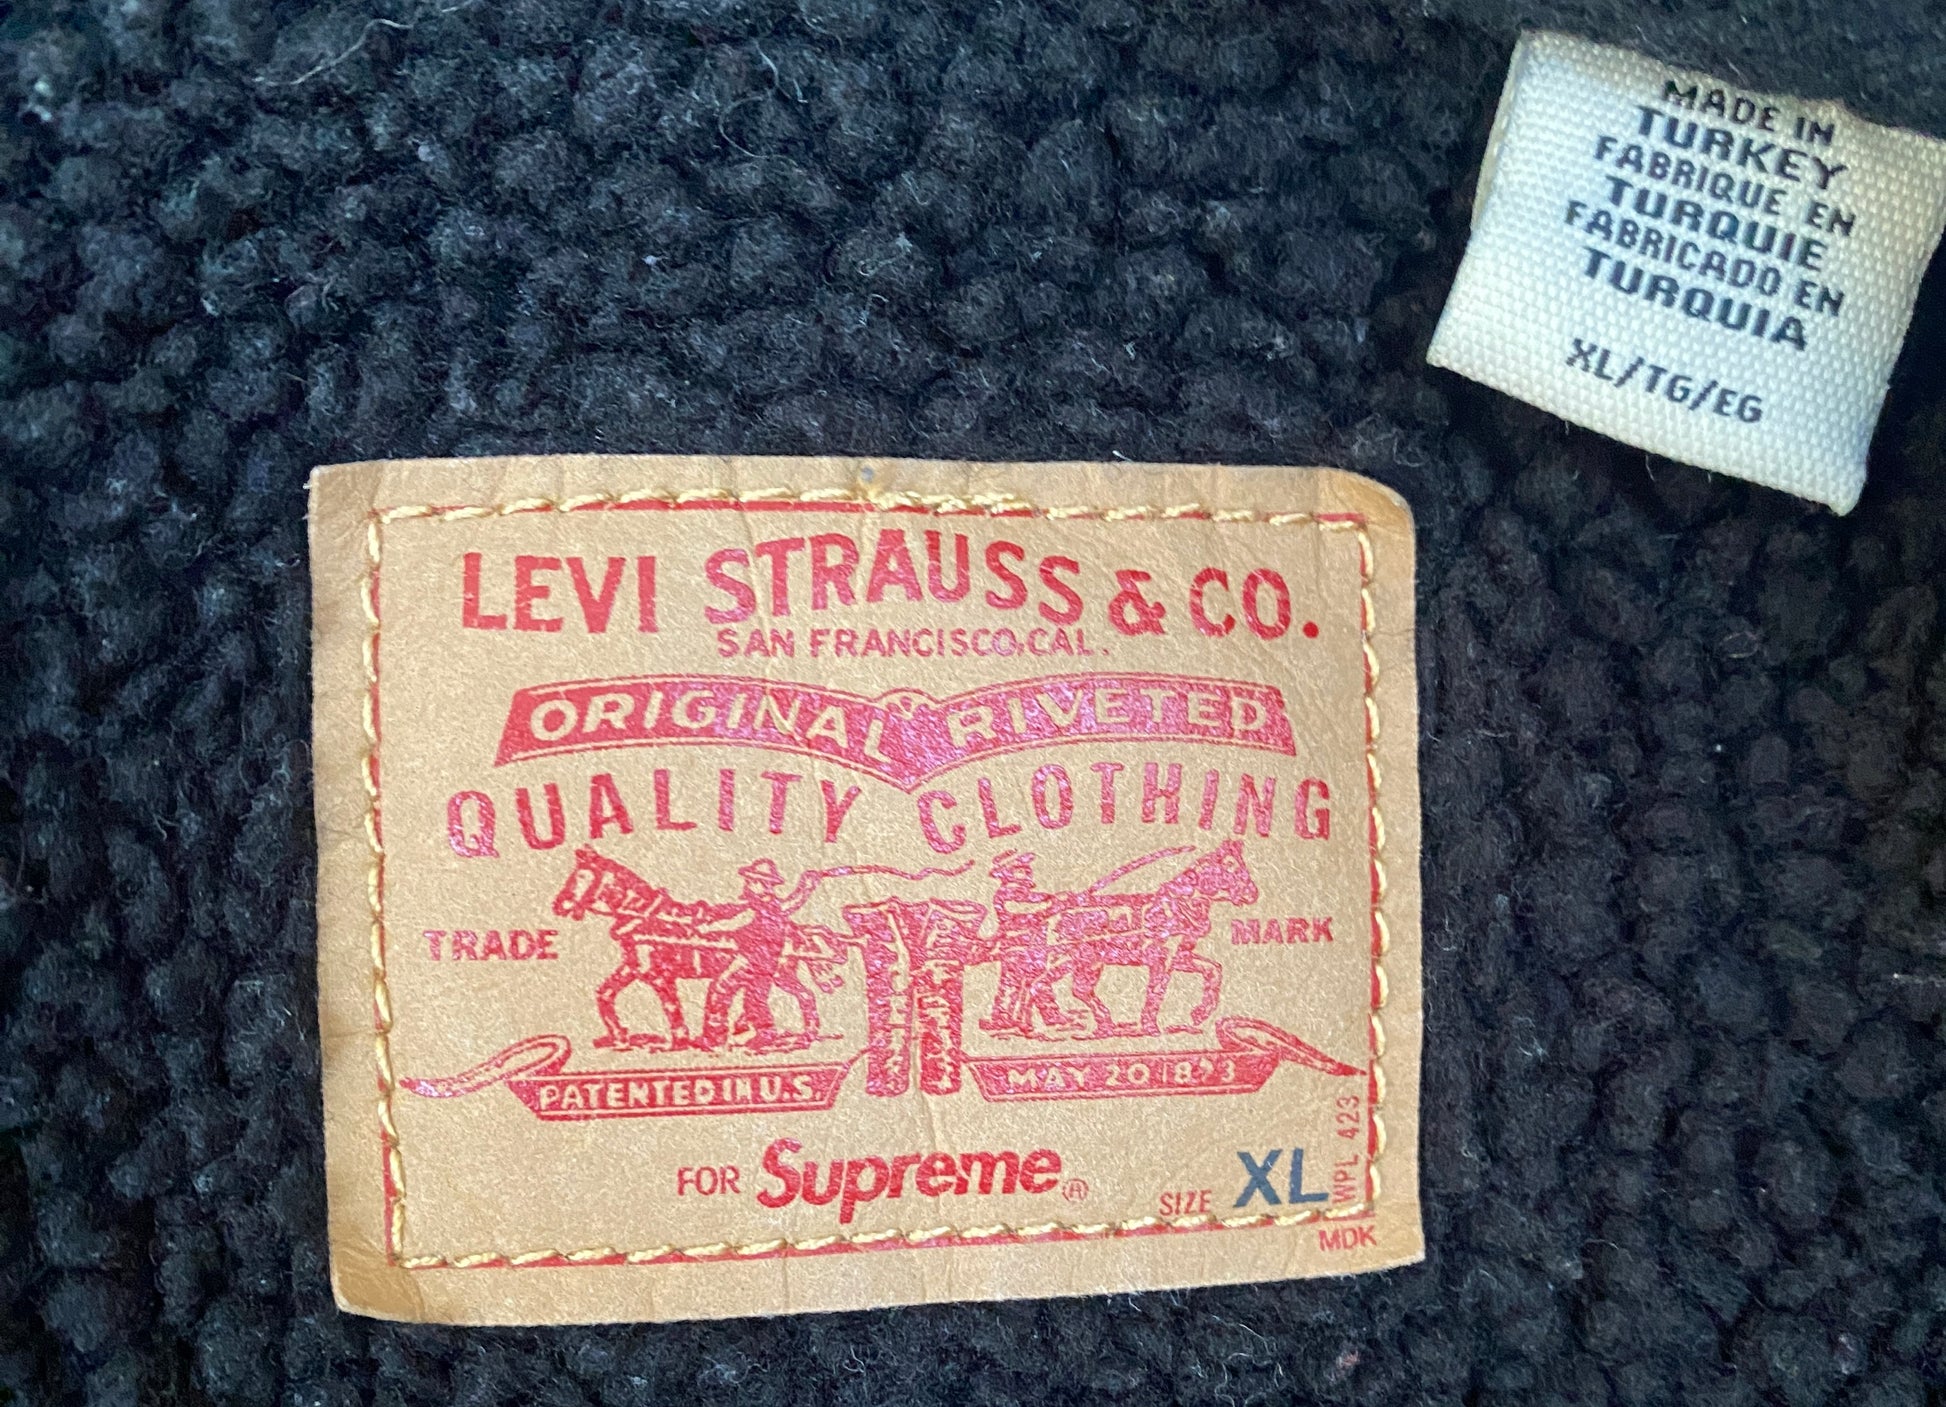 MADE IN
TURKEY
FABRIQUE EN
TURQUIE
FABRICADO EN
TURQUIA
XL/TG/EG
LEVI STRAUSS & CO.
SAN FRANCISCO, CAL.
ORIGINAL RIVETED
QUALITY CLOTHING
TRADE MARK
PATENTED IN U.S. MAY 20 1873
FOR Supreme® SIZE XL
WPL 423
MDK